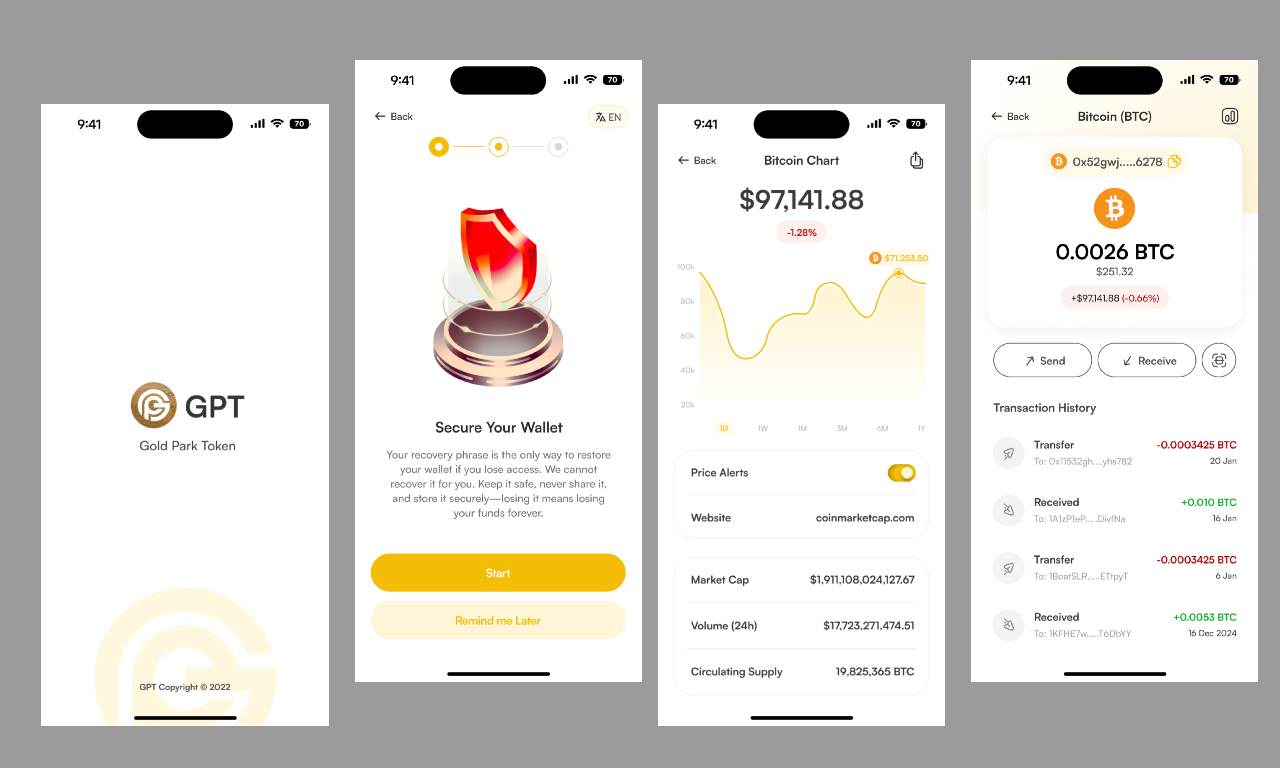 9:41
70
GPT
Gold Park Token
GPT Copyright © 2022
9:41
70
Back
EN
Secure Your Wallet
Your recovery phrase is the only way to restore
your wallet if you lose access. We cannot
recover it for you. Keep it safe, never share it,
and store it securely—losing it means losing
your funds forever.
Start
Remind me Later
9:41
70
Back
Bitcoin Chart
$97,141.88
-1.28%
$71,253.50
100k
80k
60k
40k
20k
1D 1W 1M 3M 6M 1Y
Price Alerts
Website coinmarketcap.com
Market Cap $1,911,108,024,127.67
Volume (24h) $17,723,271,474.51
Circulating Supply 19,825,365 BTC
9:41
70
Back
Bitcoin (BTC)
0x52gwj.....6278
0.0026 BTC
$251.32
+$97,141.88 (-0.66%)
Send
Receive
Transaction History
Transfer -0.0003425 BTC
To: 0x11532gh....yhs782 20 Jan
Received +0.010 BTC
To: 1A1zP1eP.....DivfNa 16 Jan
Transfer -0.0003425 BTC
To: 1BoatSLR.....ETtpyT 6 Jan
Received +0.0053 BTC
To: 1KFHE7w.....T6DbYY 16 Dec 2024